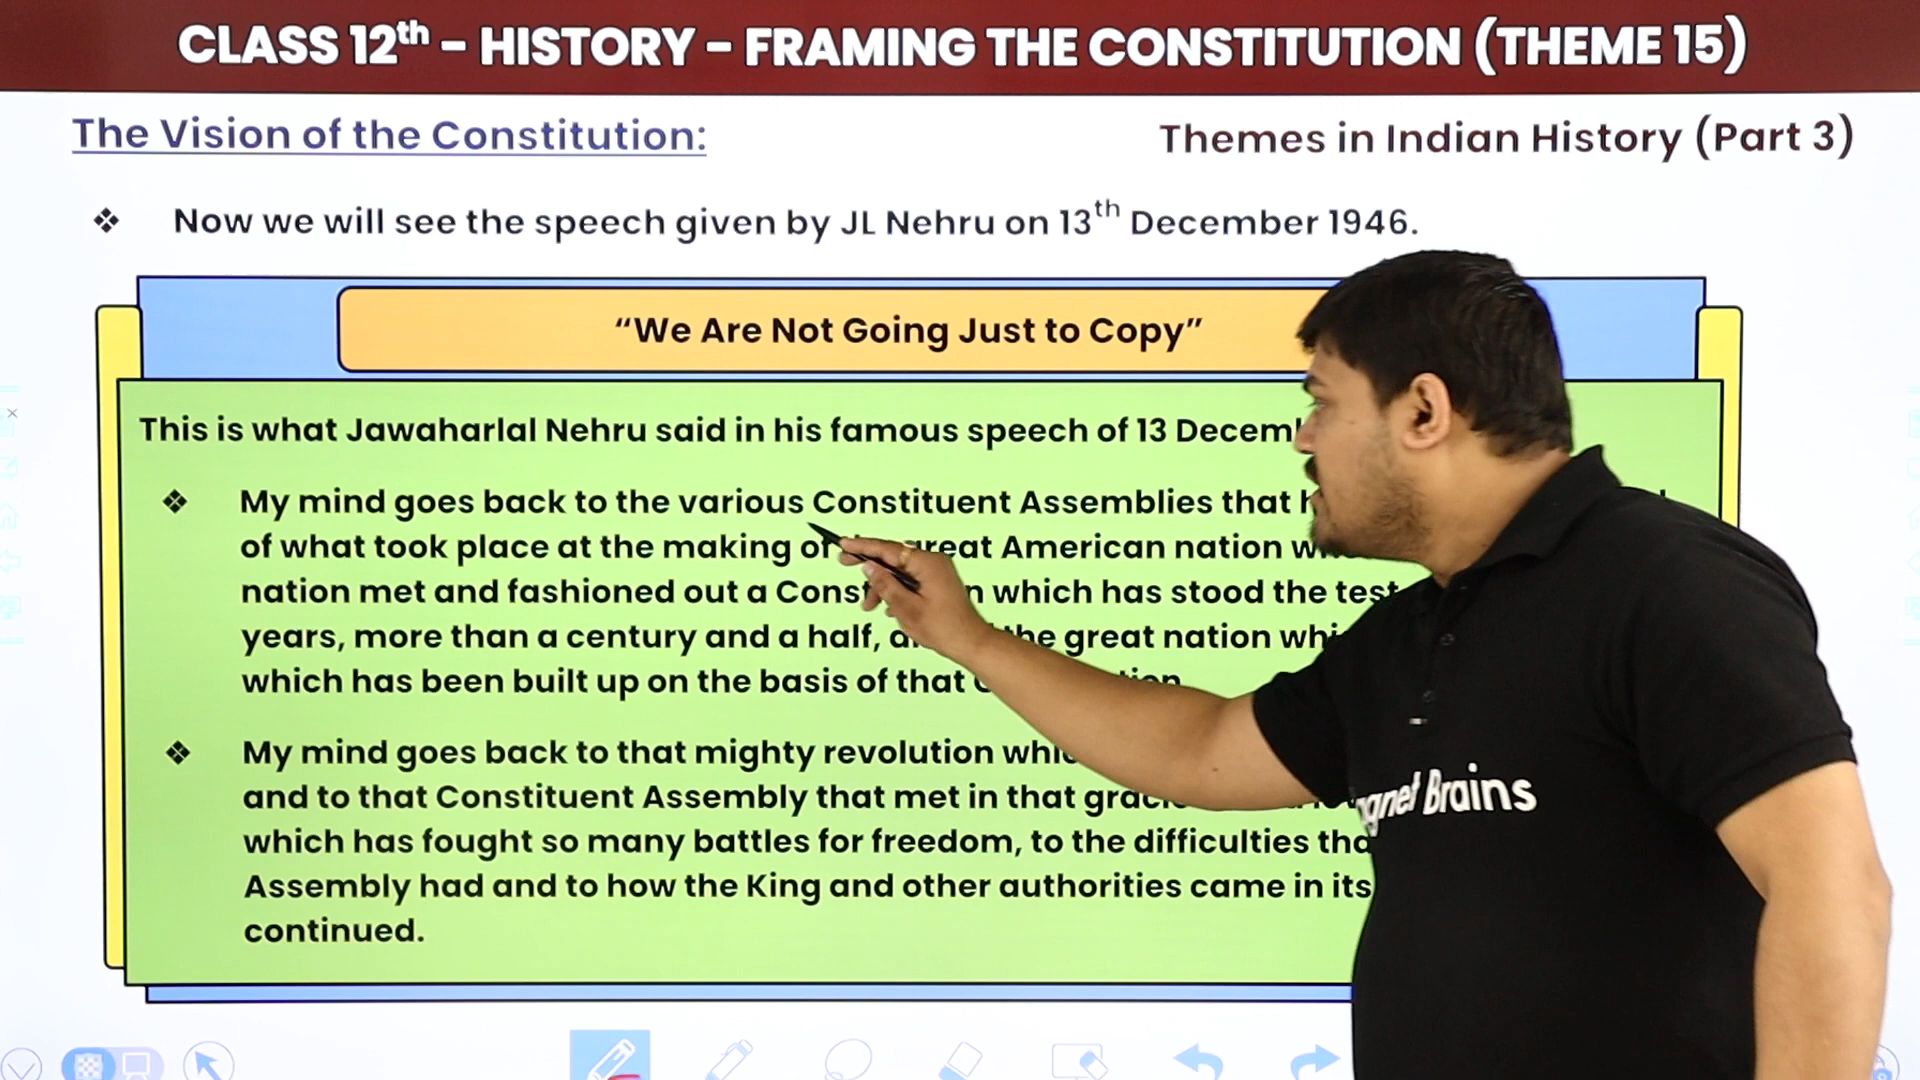 CLASS 12th - HISTORY - FRAMING THE CONSTITUTION (THEME 15)
The Vision of the Constitution:
Themes in Indian History (Part 3)
❖ Now we will see the speech given by JL Nehru on 13th December 1946.
“We Are Not Going Just to Copy”
This is what Jawaharlal Nehru said in his famous speech of 13
❖ My mind goes back to the various Constituent Assemblies that
of what took place at the making of great American nation
nation met and fashioned out a which has stood the test
years, more than a century and a half, the great nation
which has been built up on the basis of that
❖ My mind goes back to that mighty revolution
and to that Constituent Assembly that met in that
which has fought so many battles for freedom, to the difficulties
Assembly had and to how the King and other authorities came in its
continued.
Brains